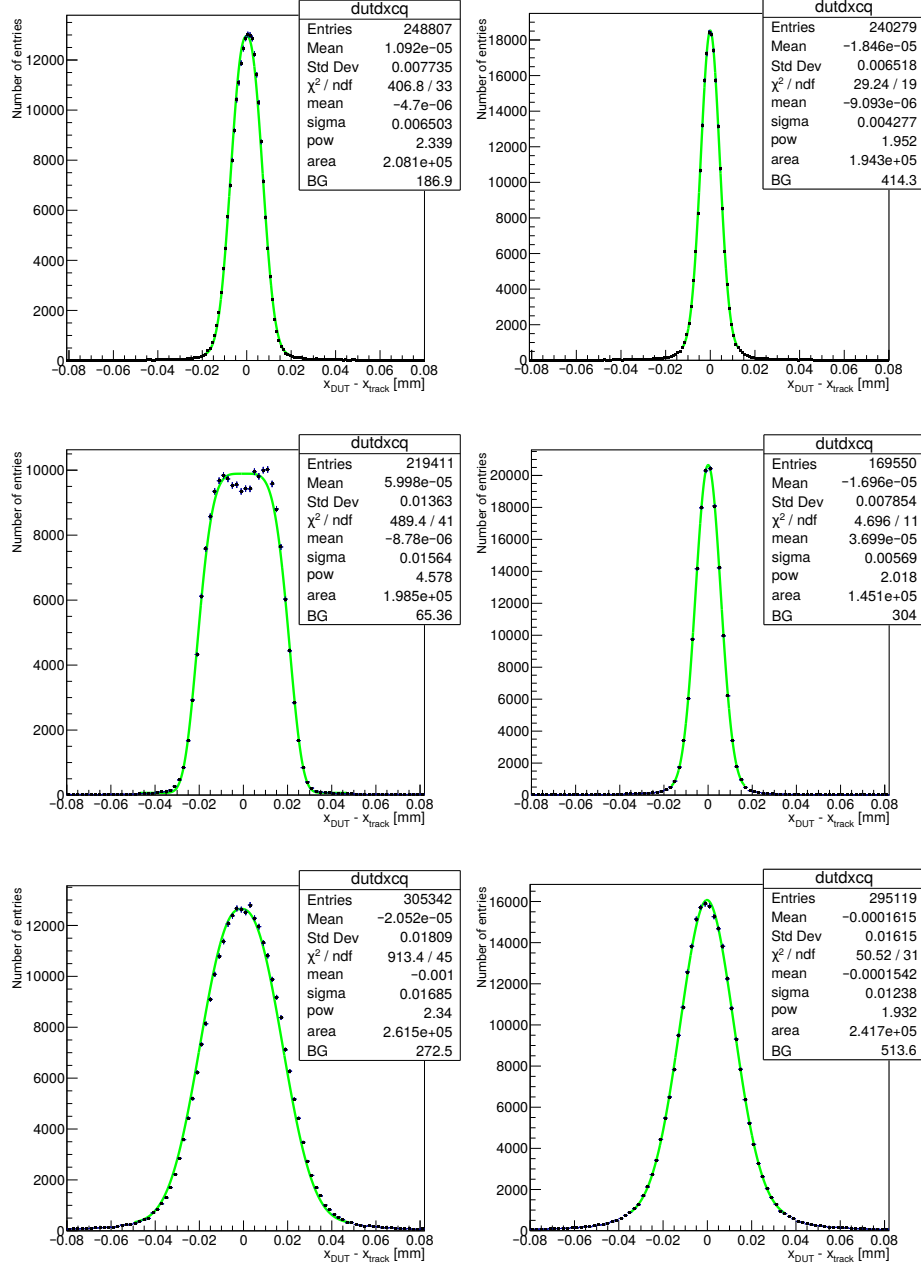 dutdxcq
Entries 248807
Mean 1.092e−05
Std Dev 0.007735
χ² / ndf 406.8 / 33
mean −4.7e−06
sigma 0.006503
pow 2.339
area 2.081e+05
BG 186.9
Number of entries
12000
10000
8000
6000
4000
2000
0
−0.08 −0.06 −0.04 −0.02 0 0.02 0.04 0.06 0.08
xDUT - xtrack [mm]
dutdxcq
Entries 240279
Mean −1.846e−05
Std Dev 0.006518
χ² / ndf 29.24 / 19
mean −9.093e−06
sigma 0.004277
pow 1.952
area 1.943e+05
BG 414.3
Number of entries
18000
16000
14000
12000
10000
8000
6000
4000
2000
0
−0.08 −0.06 −0.04 −0.02 0 0.02 0.04 0.06 0.08
xDUT - xtrack [mm]
dutdxcq
Entries 219411
Mean 5.998e−05
Std Dev 0.01363
χ² / ndf 489.4 / 41
mean −8.78e−06
sigma 0.01564
pow 4.578
area 1.985e+05
BG 65.36
Number of entries
10000
8000
6000
4000
2000
0
−0.08 −0.06 −0.04 −0.02 0 0.02 0.04 0.06 0.08
xDUT - xtrack [mm]
dutdxcq
Entries 169550
Mean −1.696e−05
Std Dev 0.007854
χ² / ndf 4.696 / 11
mean 3.699e−05
sigma 0.00569
pow 2.018
area 1.451e+05
BG 304
Number of entries
20000
18000
16000
14000
12000
10000
8000
6000
4000
2000
0
−0.08 −0.06 −0.04 −0.02 0 0.02 0.04 0.06 0.08
xDUT - xtrack [mm]
dutdxcq
Entries 305342
Mean −2.052e−05
Std Dev 0.01809
χ² / ndf 913.4 / 45
mean −0.001
sigma 0.01685
pow 2.34
area 2.615e+05
BG 272.5
Number of entries
12000
10000
8000
6000
4000
2000
0
−0.08 −0.06 −0.04 −0.02 0 0.02 0.04 0.06 0.08
xDUT - xtrack [mm]
dutdxcq
Entries 295119
Mean −0.0001615
Std Dev 0.01615
χ² / ndf 50.52 / 31
mean −0.0001542
sigma 0.01238
pow 1.932
area 2.417e+05
BG 513.6
Number of entries
16000
14000
12000
10000
8000
6000
4000
2000
0
−0.08 −0.06 −0.04 −0.02 0 0.02 0.04 0.06 0.08
xDUT - xtrack [mm]